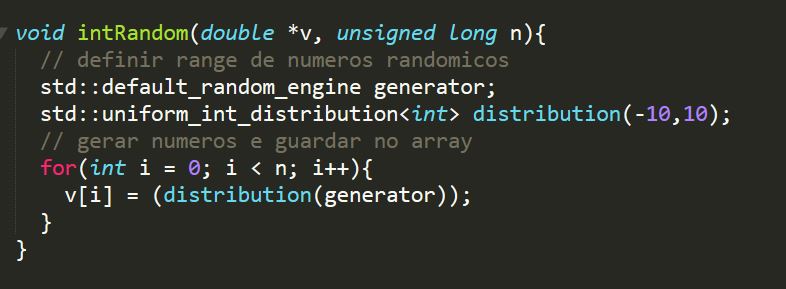 void intRandom(double *v, unsigned long n){
// definir range de numeros randomicos
std::default_random_engine generator;
std::uniform_int_distribution<int> distribution(-10,10);
// gerar numeros e guardar no array
for(int i = 0; i < n; i++){
v[i] = (distribution(generator));
}
}